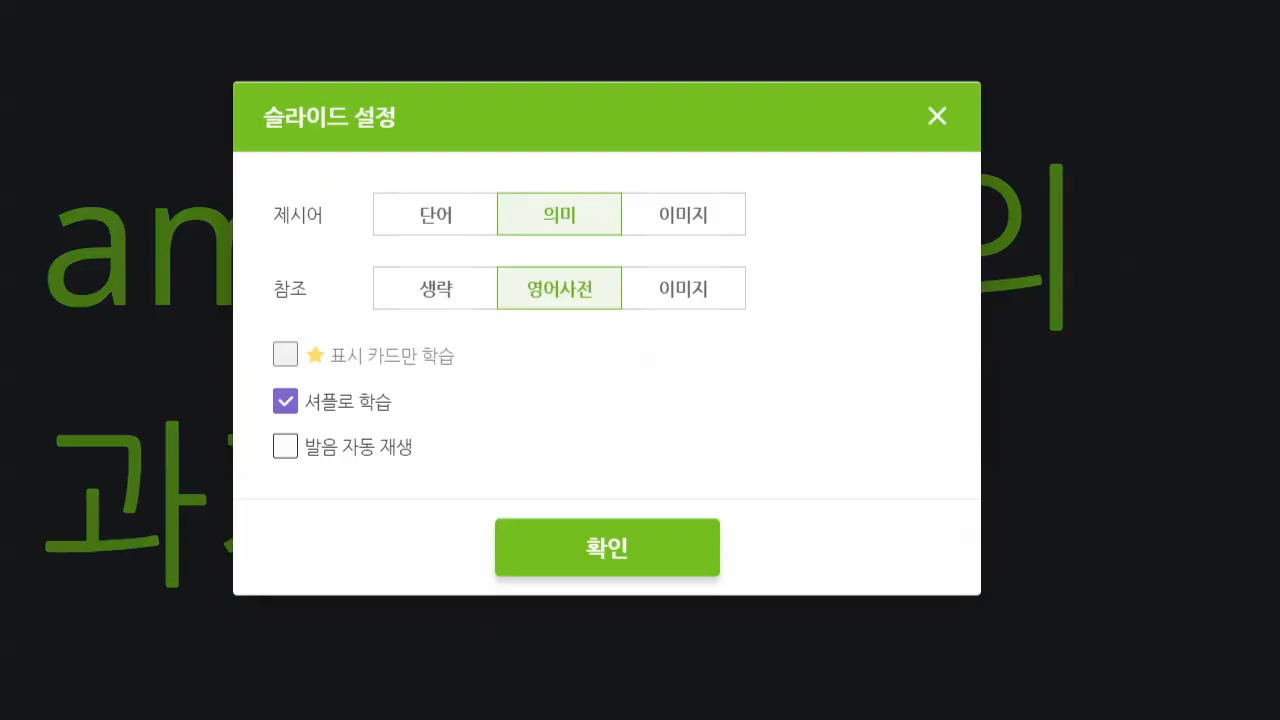 슬라이드 설정
제시어 단어 의미 이미지
참조 생략 영어사전 이미지
표시 카드만 학습
셔플로 학습
발음 자동 재생
확인